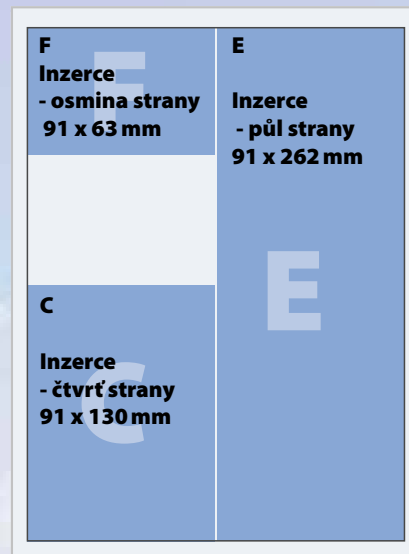 F
Inzerce
- osmina strany
91 x 63 mm
F
E
Inzerce
- půl strany
91 x 262 mm
E
C
Inzerce
- čtvrť strany
91 x 130 mm
C